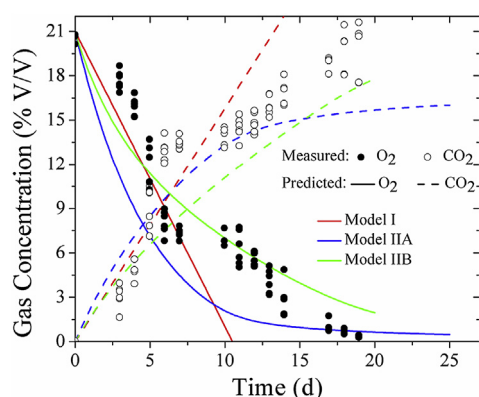 21
18
15
12
9
6
3
0
Gas Concentration (% V/V)
Measured: O2 CO2
Predicted: O2 CO2
Model I
Model IIA
Model IIB
0 5 10 15 20 25
Time (d)